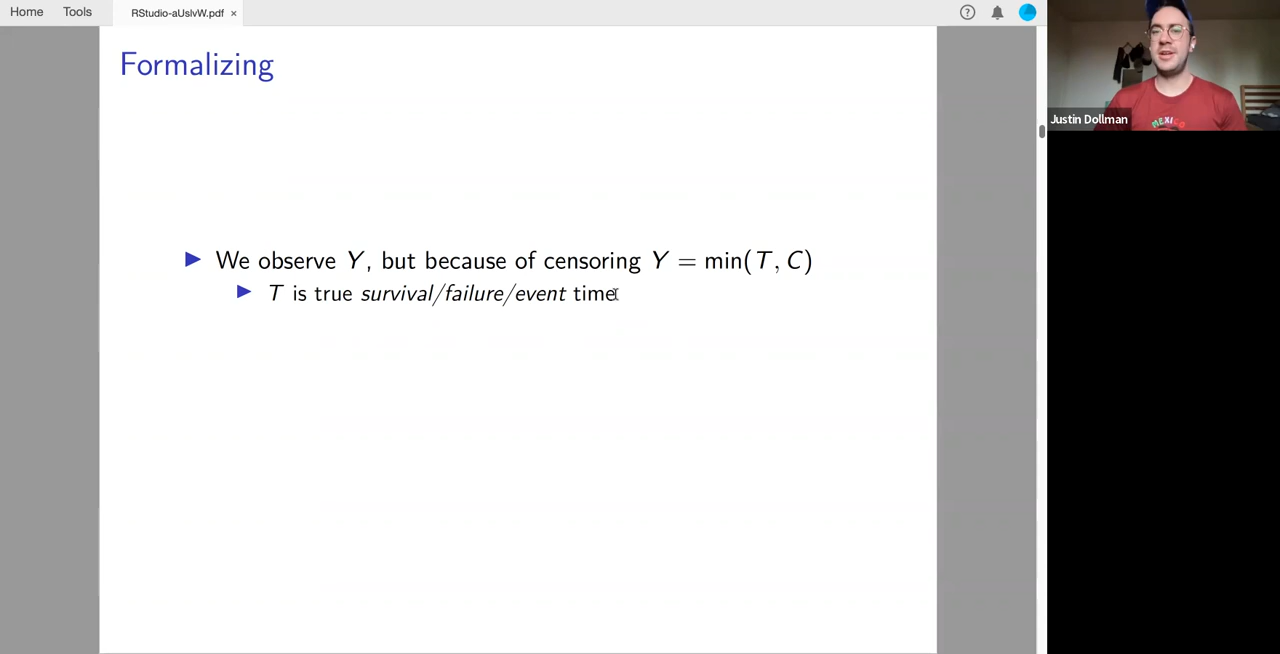 Home Tools RStudio-aUslvW.pdf ×
Formalizing
▶ We observe Y, but because of censoring Y = min(T, C)
▶ T is true survival/failure/event time
Justin Dollman
MEXICO